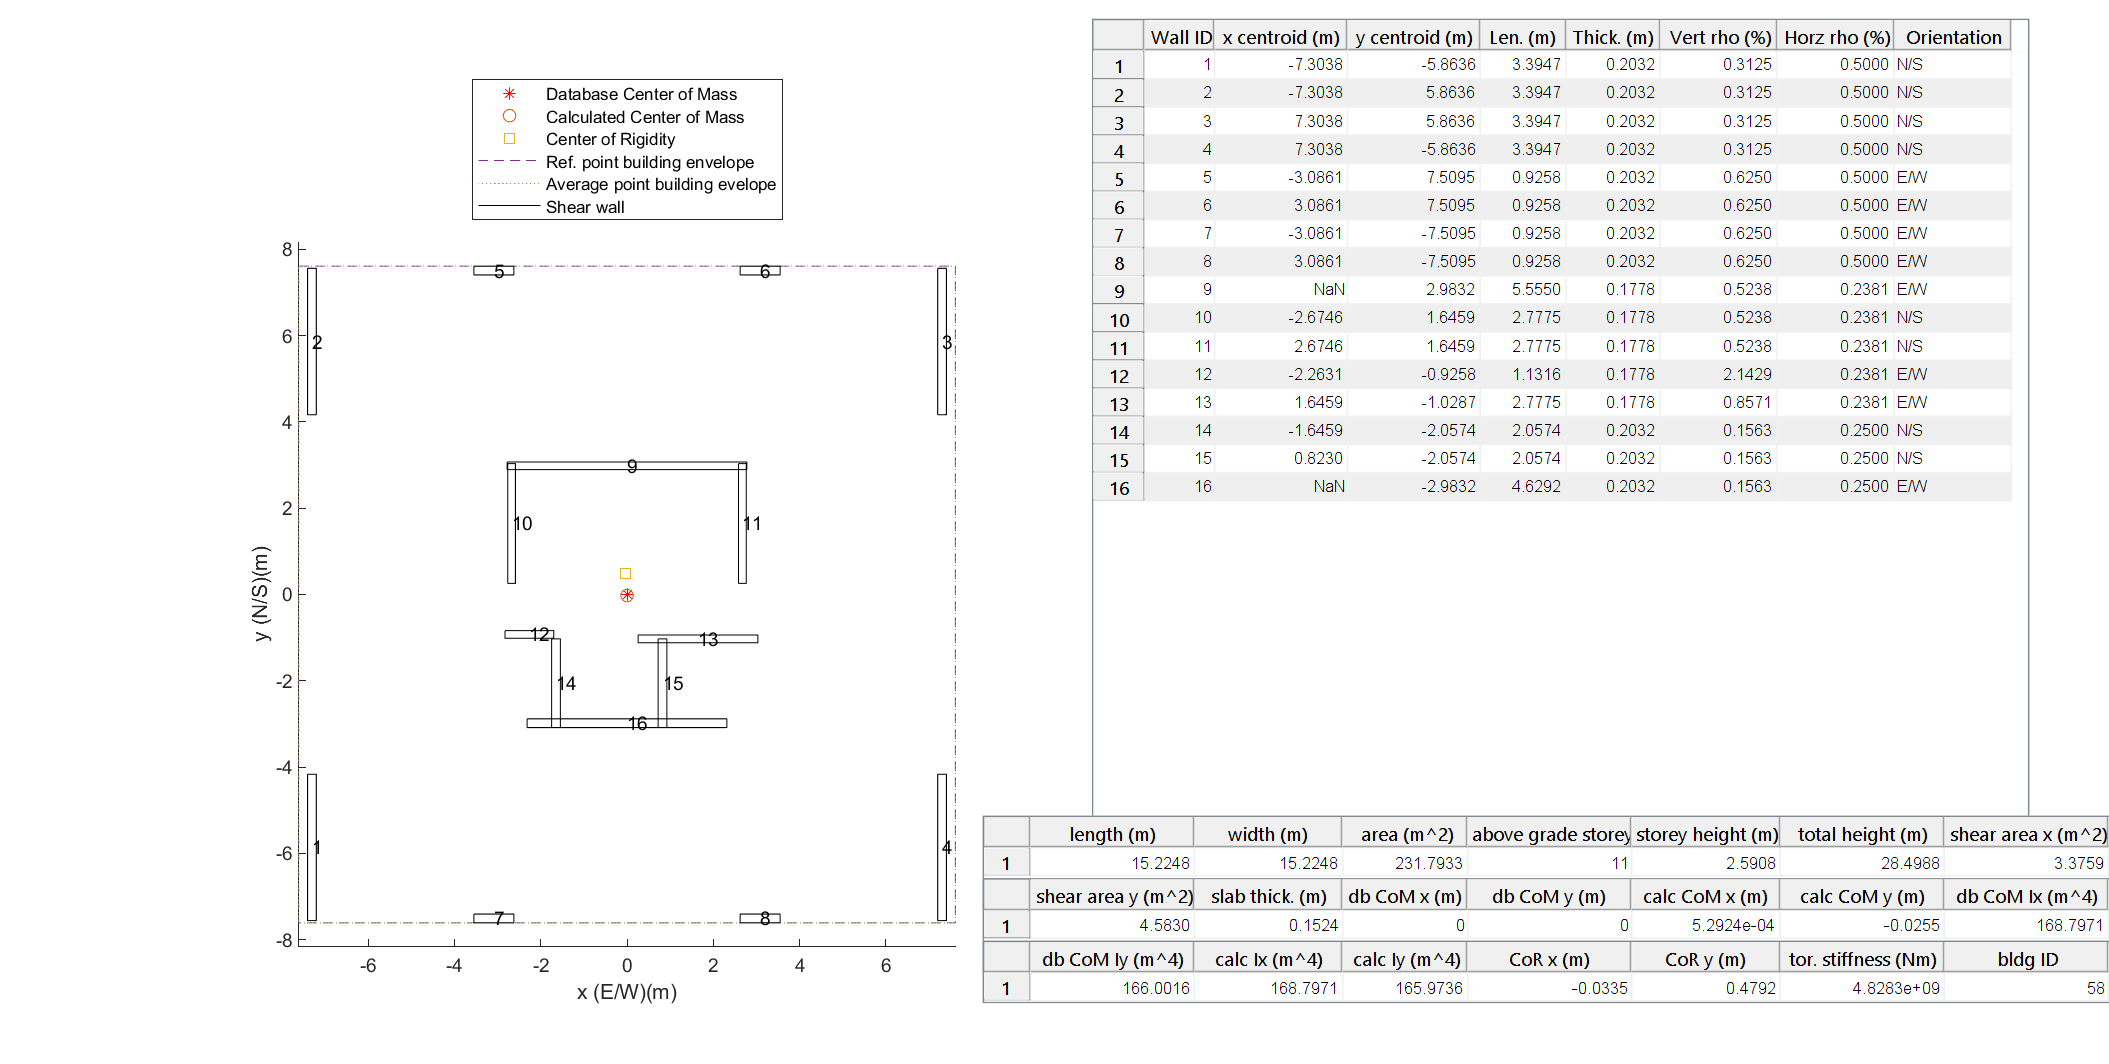 Database Center of Mass
Calculated Center of Mass
Center of Rigidity
Ref. point building envelope
Average point building evelope
Shear wall
8
6
4
2
0
-2
-4
-6
-8
y (N/S)(m)
-6 -4 -2 0 2 4 6
x (E/W)(m)
5 6
2 3
9
10 11
12 13
14 15
16
1 4
7 8
Wall ID x centroid (m) y centroid (m) Len. (m) Thick. (m) Vert rho (%) Horz rho (%) Orientation
1 1 -7.3038 -5.8636 3.3947 0.2032 0.3125 0.5000 N/S
2 2 -7.3038 5.8636 3.3947 0.2032 0.3125 0.5000 N/S
3 3 7.3038 5.8636 3.3947 0.2032 0.3125 0.5000 N/S
4 4 7.3038 -5.8636 3.3947 0.2032 0.3125 0.5000 N/S
5 5 -3.0861 7.5095 0.9258 0.2032 0.6250 0.5000 E/W
6 6 3.0861 7.5095 0.9258 0.2032 0.6250 0.5000 E/W
7 7 -3.0861 -7.5095 0.9258 0.2032 0.6250 0.5000 E/W
8 8 3.0861 -7.5095 0.9258 0.2032 0.6250 0.5000 E/W
9 9 NaN 2.9832 5.5550 0.1778 0.5238 0.2381 E/W
10 10 -2.6746 1.6459 2.7775 0.1778 0.5238 0.2381 N/S
11 11 2.6746 1.6459 2.7775 0.1778 0.5238 0.2381 N/S
12 12 -2.2631 -0.9258 1.1316 0.1778 2.1429 0.2381 E/W
13 13 1.6459 -1.0287 2.7775 0.1778 0.8571 0.2381 E/W
14 14 -1.6459 -2.0574 2.0574 0.2032 0.1563 0.2500 N/S
15 15 0.8230 -2.0574 2.0574 0.2032 0.1563 0.2500 N/S
16 16 NaN -2.9832 4.6292 0.2032 0.1563 0.2500 E/W
length (m) width (m) area (m^2) above grade storey storey height (m) total height (m) shear area x (m^2)
1 15.2248 15.2248 231.7933 11 2.5908 28.4988 3.3759
shear area y (m^2) slab thick. (m) db CoM x (m) db CoM y (m) calc CoM x (m) calc CoM y (m) db CoM Ix (m^4)
1 4.5830 0.1524 0 0 5.2924e-04 -0.0255 168.7971
db CoM Iy (m^4) calc Ix (m^4) calc Iy (m^4) CoR x (m) CoR y (m) tor. stiffness (Nm) bldg ID
1 166.0016 168.7971 165.9736 -0.0335 0.4792 4.8283e+09 58